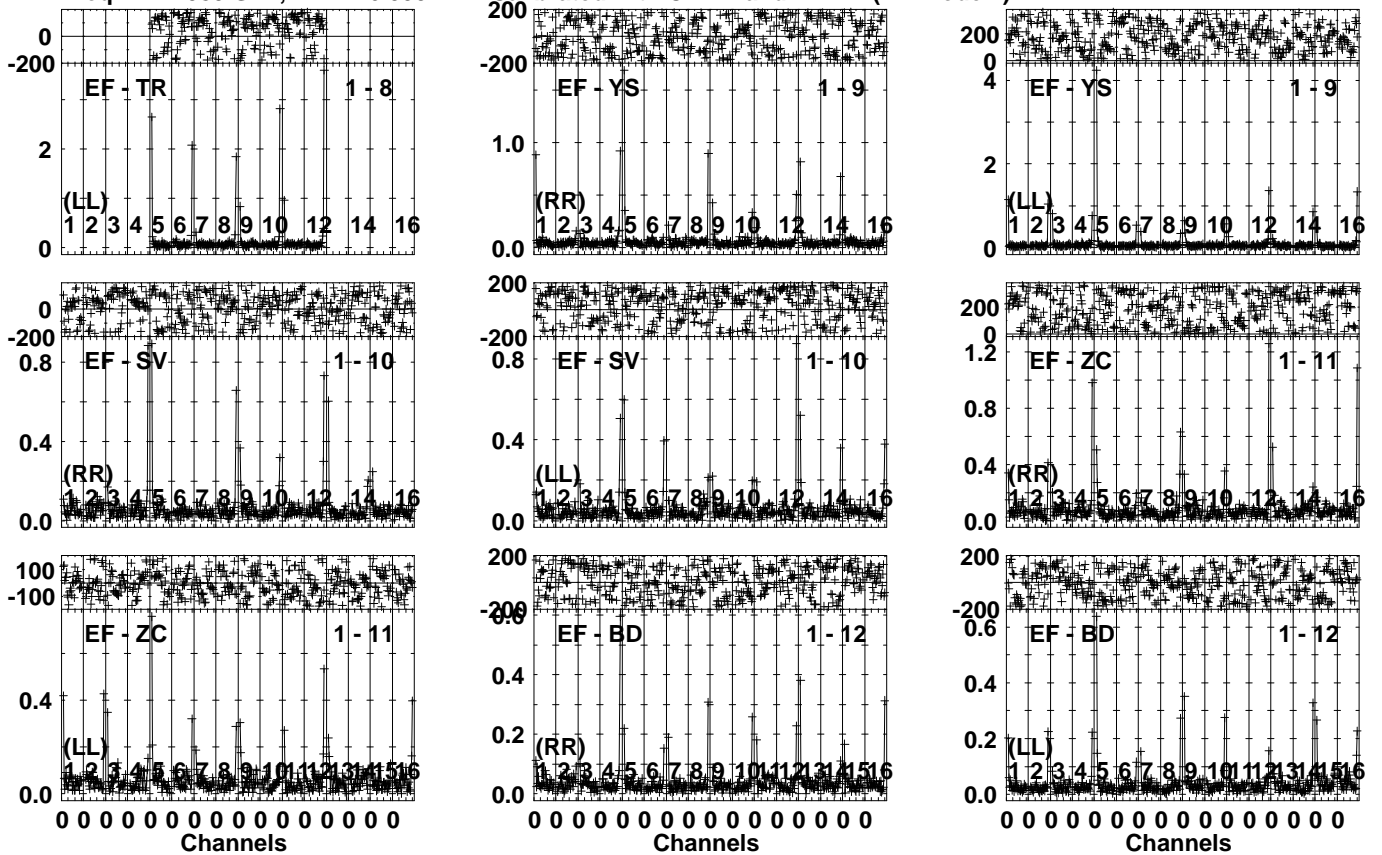 200 200
0 200
-200 -200 0
EF - TR 1 - 8 EF - YS 1 - 9 4 EF - YS 1 - 9
2 1.0 2
(LL) (RR) (LL)
1 2 3 4 5 6 7 8 9 10 12 14 16 1 2 3 4 5 6 7 8 9 10 12 14 16 1 2 3 4 5 6 7 8 9 10 12 14 16
0 0.0 0
200
0 0 200
-200 -200 0
0.8 EF - SV 1 - 10 0.8 EF - SV 1 - 10 1.2 EF - ZC 1 - 11
0.8
0.4 0.4 0.4
(RR) (LL) (RR)
1 2 3 4 5 6 7 8 9 10 12 14 16 1 2 3 4 5 6 7 8 9 10 12 14 16 1 2 3 4 5 6 7 8 9 10 12 14 16
0.0 0.0 0.0
100 200 200
-100 -200 -200
EF - ZC 1 - 11 0.6 EF - BD 1 - 12 0.6 EF - BD 1 - 12
0.4 0.4 0.4
0.2 0.2
(LL) (RR) (LL)
1 2 3 4 5 6 7 8 9 10 11 12 13 14 15 16 1 2 3 4 5 6 7 8 9 10 11 12 13 14 15 16 1 2 3 4 5 6 7 8 9 10 11 12 13 14 15 16
0.0 0.0 0.0
0 0 0 0 0 0 0 0 0 0 0 0 0 0 0 0 0 0 0 0 0 0 0 0 0 0 0 0 0 0 0 0 0 0 0 0 0 0 0 0 0 0 0 0 0 0 0 0
Channels Channels Channels